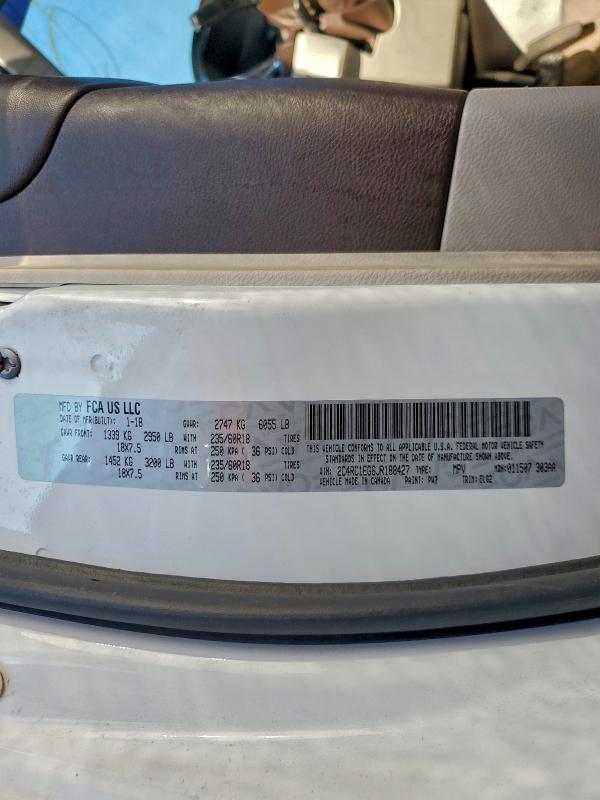 MFD BY FCA US LLC
DATE OF MFR(BUILT): 1-18 GVWR: 2747 KG 6055 LB
GAWR FRONT: 1339 KG 2950 LB WITH 235/60R18 TIRES
18X7.5 RIMS AT 250 KPA ( 36 PSI) COLD
GAWR REAR: 1452 KG 3200 LB WITH 235/60R18 TIRES
18X7.5 RIMS AT 250 KPA ( 36 PSI) COLD
THIS VEHICLE CONFORMS TO ALL APPLICABLE U.S.A. FEDERAL MOTOR VEHICLE SAFETY
STANDARDS IN EFFECT ON THE DATE OF MANUFACTURE SHOWN ABOVE.
VIN: 2C4RC1EG6JR188427 TYPE: MPV MDH:011507 303AA
VEHICLE MADE IN CANADA PAINT: PW7 TRIM:ELG2